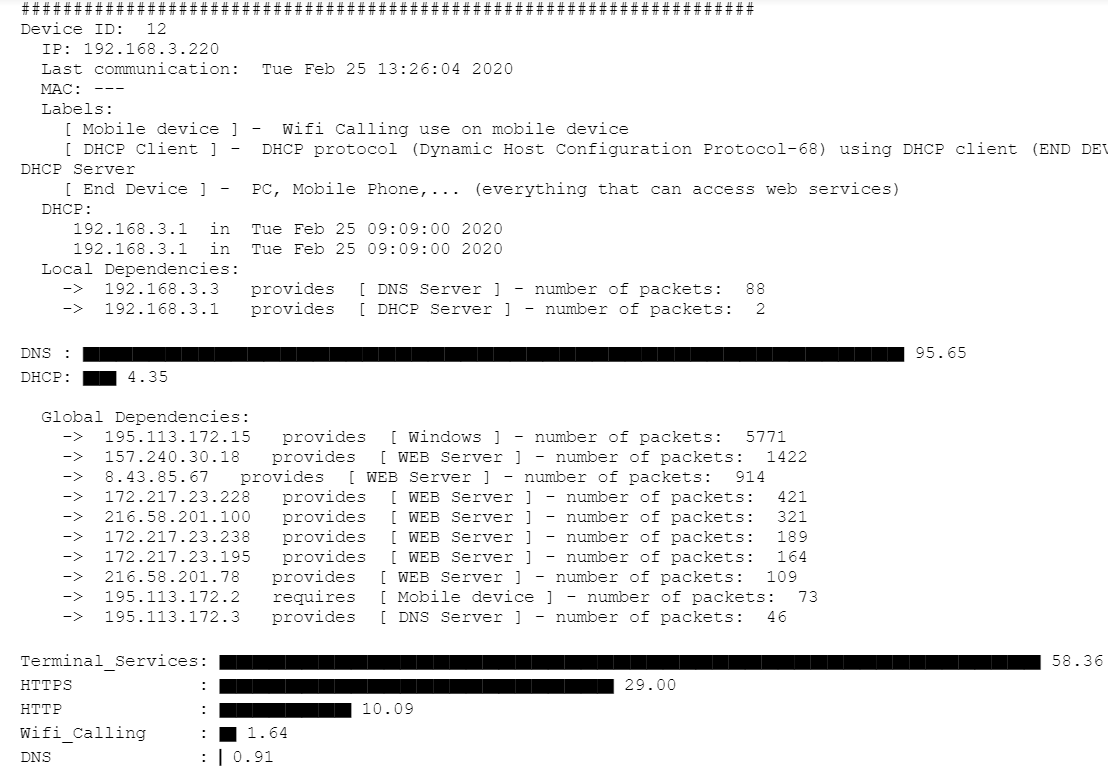 ######################################################################
Device ID:  12
  IP: 192.168.3.220
  Last communication:  Tue Feb 25 13:26:04 2020
  MAC: ---
  Labels:
    [ Mobile device ] -  Wifi Calling use on mobile device
    [ DHCP Client ] -  DHCP protocol (Dynamic Host Configuration Protocol-68) using DHCP client (END DEV
DHCP Server
    [ End Device ] -  PC, Mobile Phone,... (everything that can access web services)
  DHCP:
     192.168.3.1  in  Tue Feb 25 09:09:00 2020
     192.168.3.1  in  Tue Feb 25 09:09:00 2020
  Local Dependencies:
    ->  192.168.3.3   provides  [ DNS Server ] - number of packets:  88
    ->  192.168.3.1   provides  [ DHCP Server ] - number of packets:  2
DNS : 95.65
DHCP: 4.35
  Global Dependencies:
    ->  195.113.172.15   provides  [ Windows ] - number of packets:  5771
    ->  157.240.30.18   provides  [ WEB Server ] - number of packets:  1422
    ->  8.43.85.67   provides  [ WEB Server ] - number of packets:  914
    ->  172.217.23.228   provides  [ WEB Server ] - number of packets:  421
    ->  216.58.201.100   provides  [ WEB Server ] - number of packets:  321
    ->  172.217.23.238   provides  [ WEB Server ] - number of packets:  189
    ->  172.217.23.195   provides  [ WEB Server ] - number of packets:  164
    ->  216.58.201.78   provides  [ WEB Server ] - number of packets:  109
    ->  195.113.172.2   requires  [ Mobile device ] - number of packets:  73
    ->  195.113.172.3   provides  [ DNS Server ] - number of packets:  46
Terminal_Services: 58.36
HTTPS            : 29.00
HTTP             : 10.09
Wifi_Calling     : 1.64
DNS              : 0.91